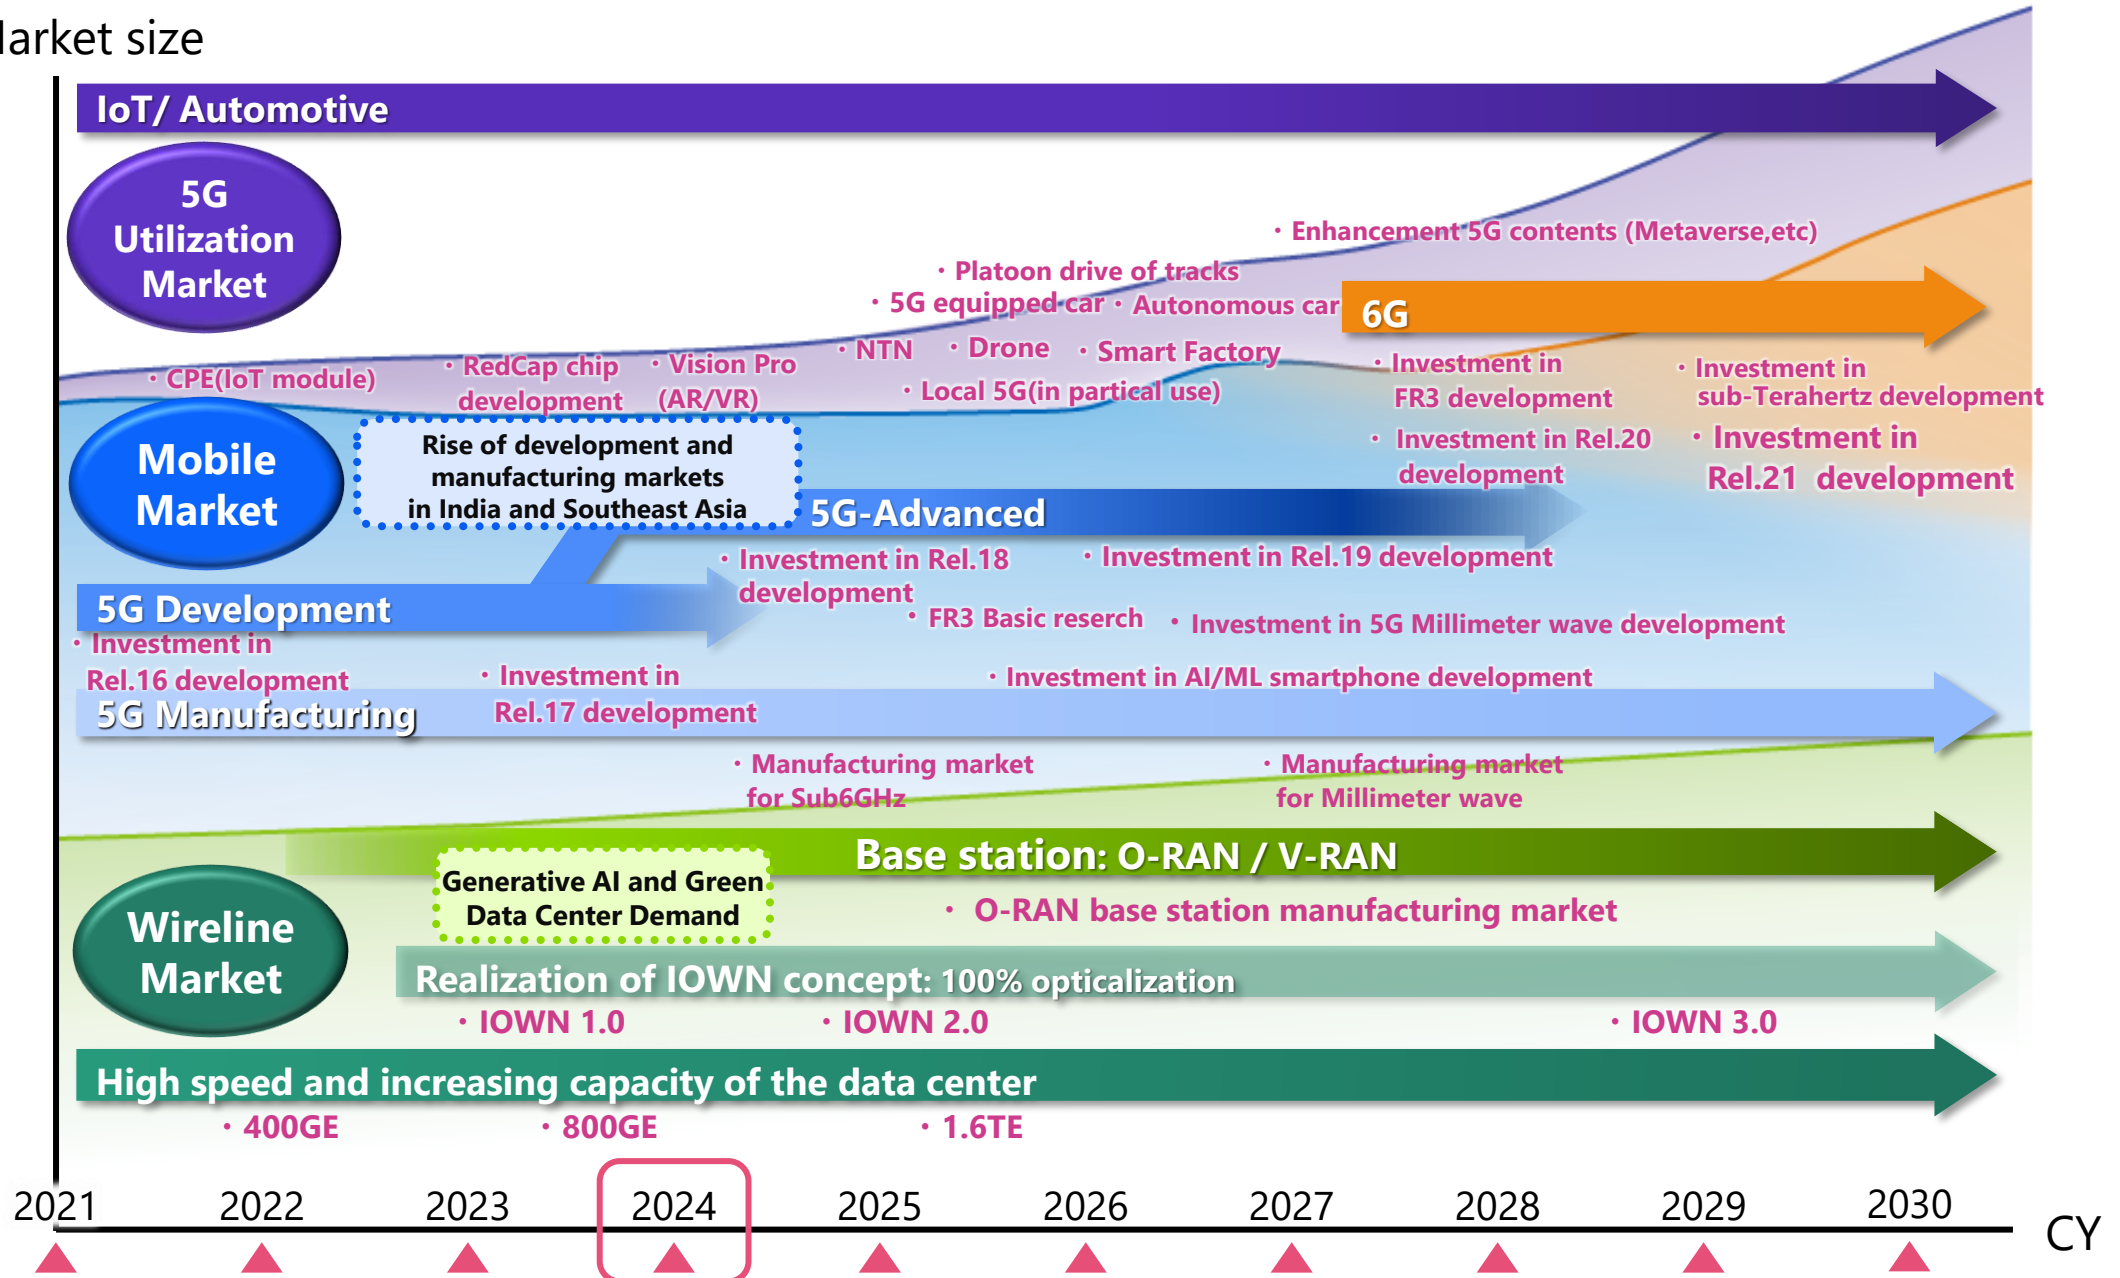 Market size
IoT/ Automotive
5G
Utilization
Market
・Enhancement 5G contents (Metaverse,etc)
・Platoon drive of tracks
・5G equipped car
・Autonomous car
6G
・CPE(IoT module)
・RedCap chip
development
・Vision Pro
(AR/VR)
・NTN
・Drone
・Smart Factory
・Local 5G(in partical use)
・Investment in
FR3 development
・Investment in
sub-Terahertz development
・Investment in Rel.20
development
・Investment in
Rel.21 development
Mobile
Market
Rise of development and
manufacturing markets
in India and Southeast Asia
5G-Advanced
・Investment in Rel.18
development
・Investment in Rel.19 development
5G Development
・FR3 Basic reserch
・Investment in 5G Millimeter wave development
・Investment in
Rel.16 development
・Investment in
Rel.17 development
・Investment in AI/ML smartphone development
5G Manufacturing
・Manufacturing market
for Sub6GHz
・Manufacturing market
for Millimeter wave
Base station: O-RAN / V-RAN
Generative AI and Green
Data Center Demand
・O-RAN base station manufacturing market
Wireline
Market
Realization of IOWN concept: 100% opticalization
・IOWN 1.0
・IOWN 2.0
・IOWN 3.0
High speed and increasing capacity of the data center
・400GE
・800GE
・1.6TE
2021
2022
2023
2024
2025
2026
2027
2028
2029
2030
CY